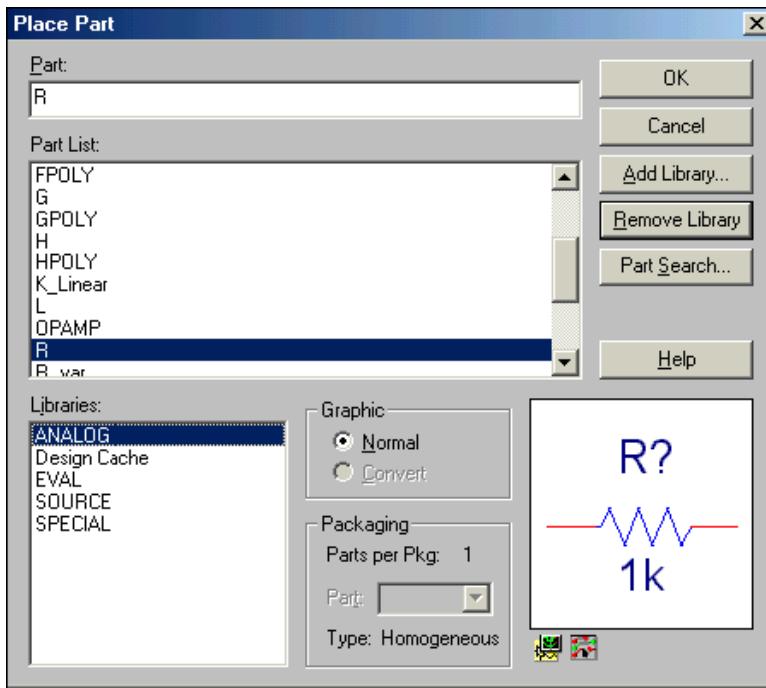 Place Part
Part:
R
Part List:
FPOLY
G
GPOLY
H
HPOLY
K_Linear
L
OPAMP
R
R_var
OK
Cancel
Add Library...
Remove Library
Part Search...
Help
Libraries:
ANALOG
Design Cache
EVAL
SOURCE
SPECIAL
Graphic
Normal
Convert
Packaging
Parts per Pkg: 1
Part:
Type: Homogeneous
R?
1k